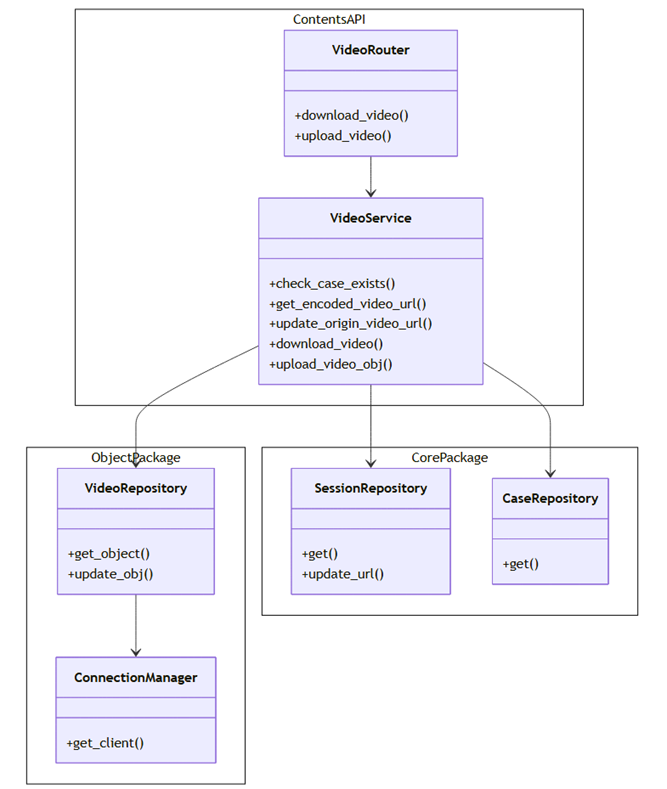 ContentsAPI
VideoRouter
+download_video()
+upload_video()
VideoService
+check_case_exists()
+get_encoded_video_url()
+update_origin_video_url()
+download_video()
+upload_video_obj()
ObjectPackage
VideoRepository
+get_object()
+update_obj()
ConnectionManager
+get_client()
CorePackage
SessionRepository
+get()
+update_url()
CaseRepository
+get()